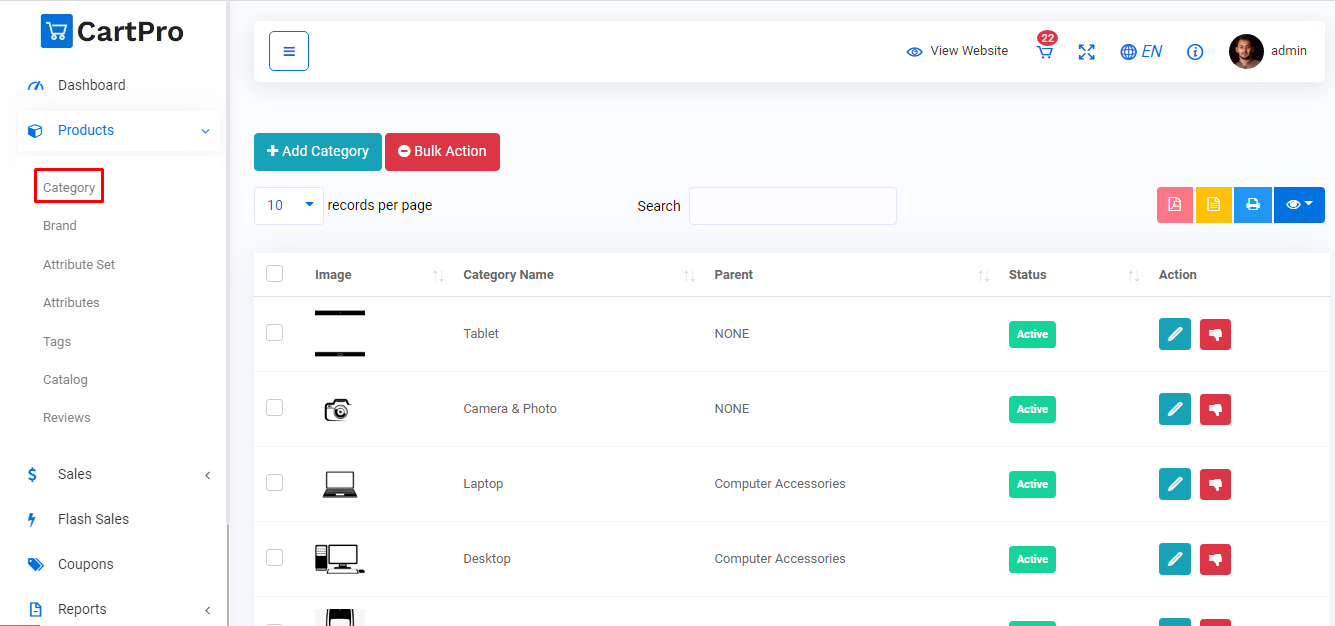 CartPro
Dashboard
Products
Category
Brand
Attribute Set
Attributes
Tags
Catalog
Reviews
Sales
Flash Sales
Coupons
Reports
View Website
22
EN
admin
Add Category
Bulk Action
10 records per page
Search
Image Category Name Parent Status Action
Tablet NONE Active
Camera & Photo NONE Active
Laptop Computer Accessories Active
Desktop Computer Accessories Active